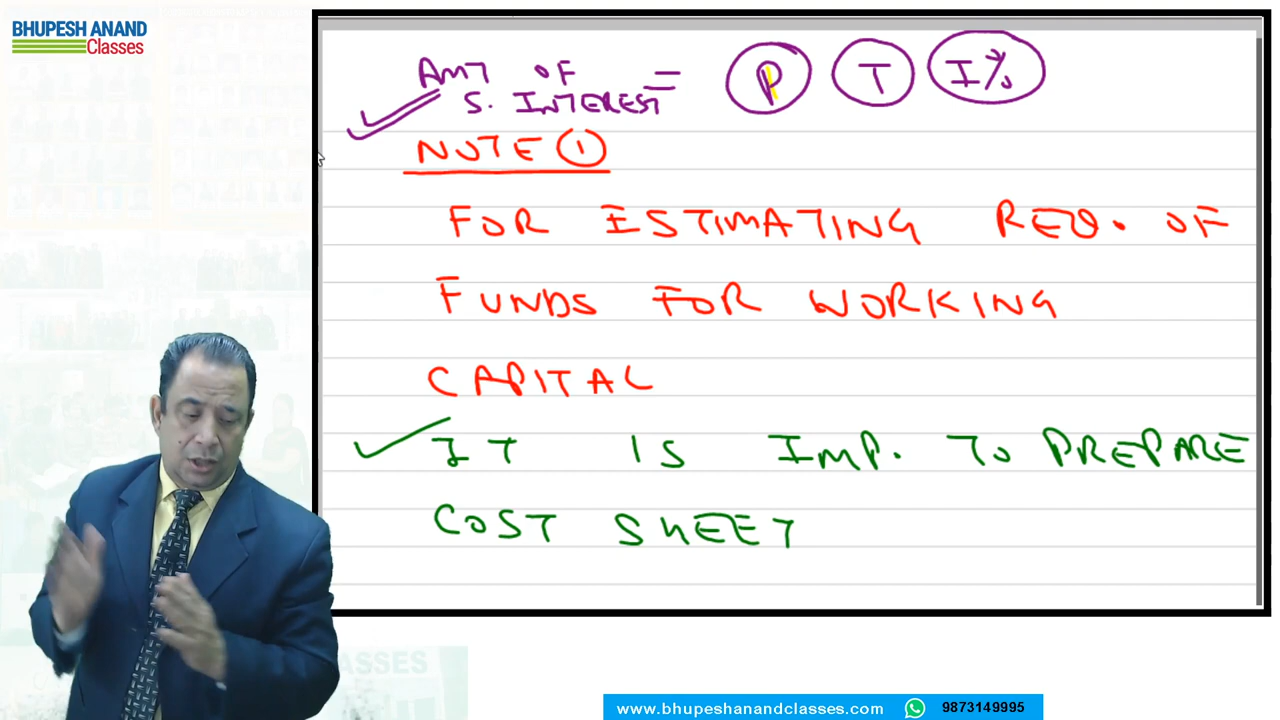 BHUPESH ANAND
Classes
AMT OF = P T I%
S. INTEREST
NOTE 1
FOR ESTIMATING REQ. OF
FUNDS FOR WORKING
CAPITAL
IT IS IMP. TO PREPARE
COST SHEET
CLASSES
www.bhupeshanandclasses.com 9873149995